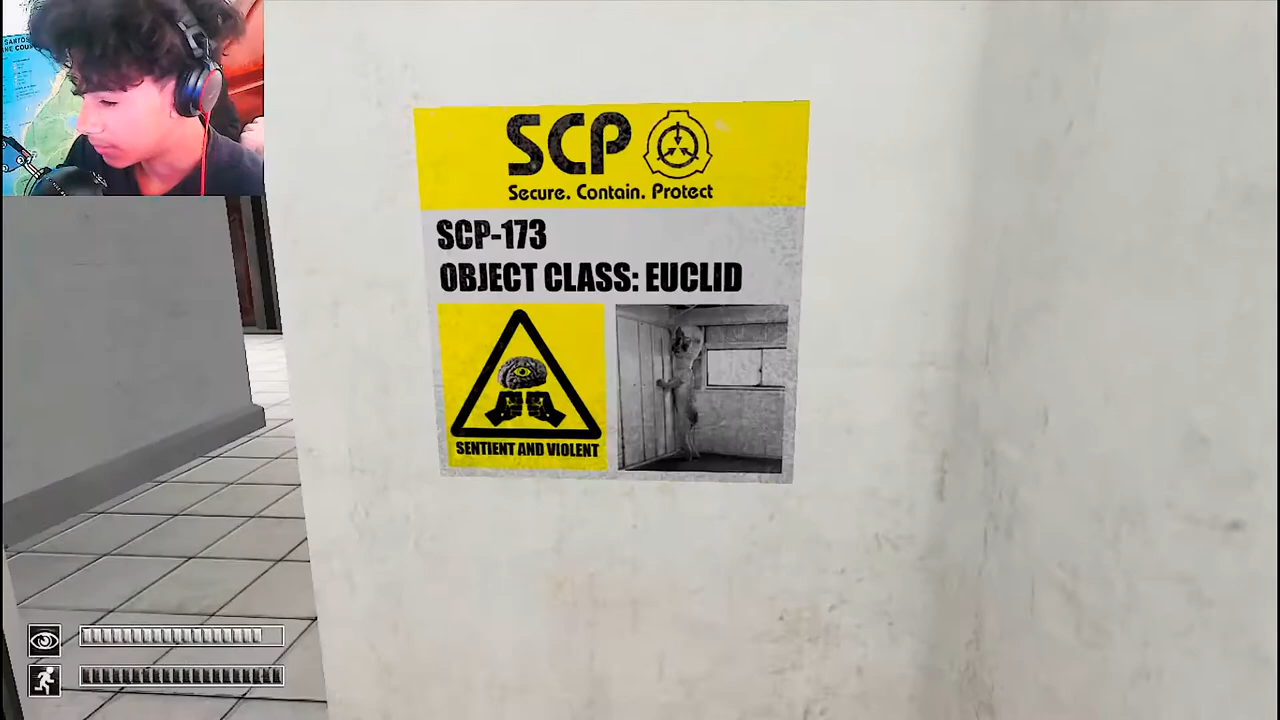 SCP
Secure. Contain. Protect
SCP-173
OBJECT CLASS: EUCLID
SENTIENT AND VIOLENT